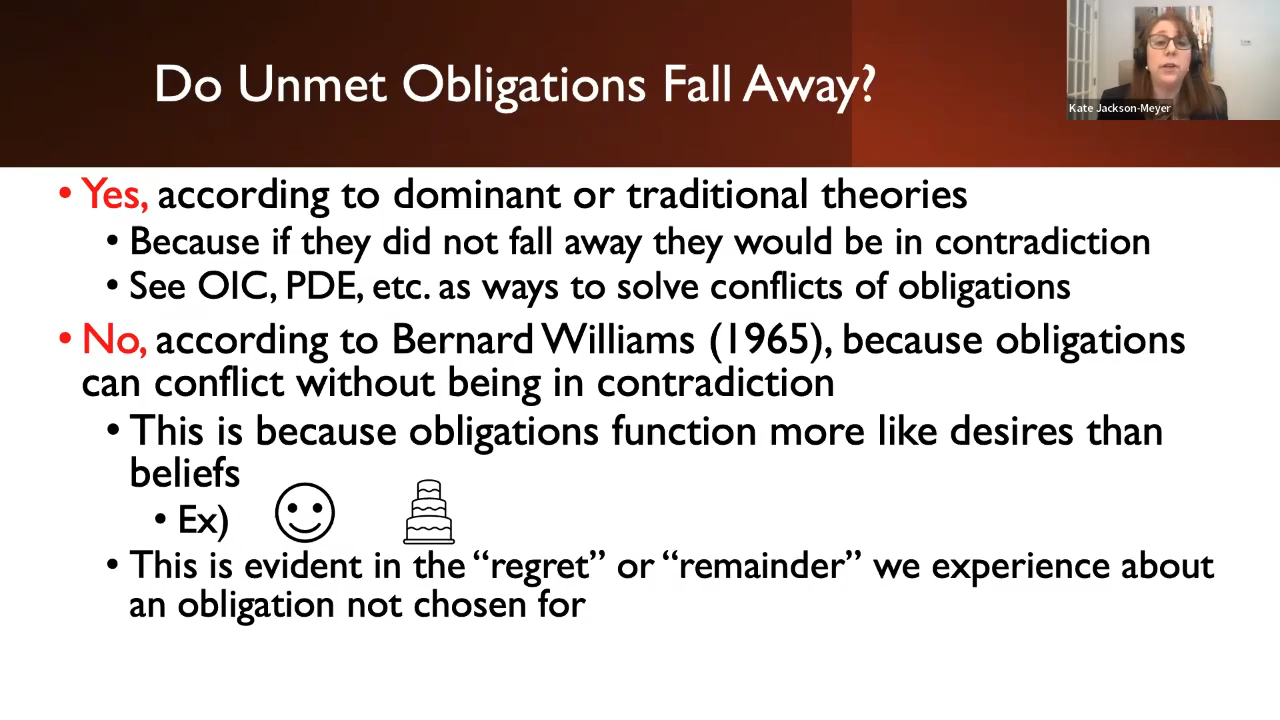 Do Unmet Obligations Fall Away?
Kate Jackson-Meyer
• Yes, according to dominant or traditional theories
• Because if they did not fall away they would be in contradiction
• See OIC, PDE, etc. as ways to solve conflicts of obligations
• No, according to Bernard Williams (1965), because obligations
can conflict without being in contradiction
• This is because obligations function more like desires than
beliefs
• Ex)
• This is evident in the “regret” or “remainder” we experience about
an obligation not chosen for